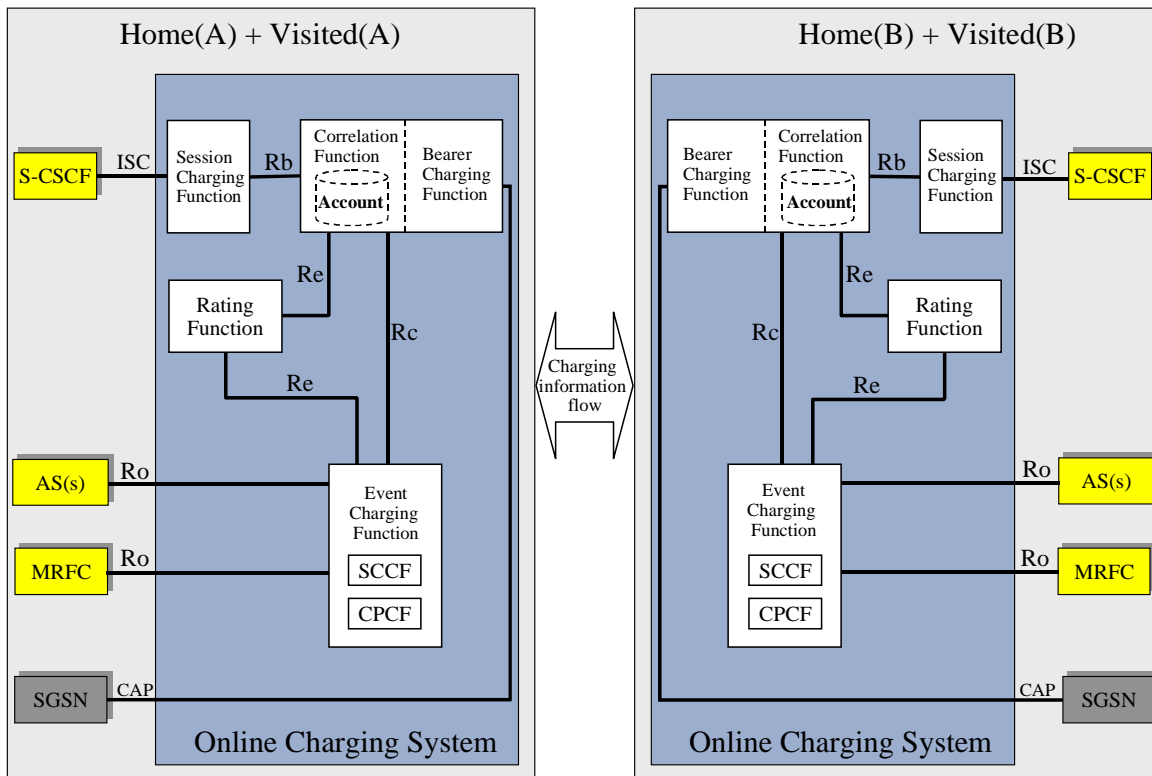 Home(A) + Visited(A)
S-CSCF
ISC
Session
Charging
Function
Rb
Correlation
Function
Account
Bearer
Charging
Function
Re
Rating
Function
Rc
Re
AS(s)
Ro
Event
Charging
Function
SCCF
CPCF
MRFC
Ro
SGSN
CAP
Online Charging System
Charging
information
flow
Home(B) + Visited(B)
Bearer
Charging
Function
Correlation
Function
Account
Rb
Session
Charging
Function
ISC
S-CSCF
Re
Rating
Function
Rc
Re
Event
Charging
Function
SCCF
CPCF
Ro
AS(s)
Ro
MRFC
CAP
SGSN
Online Charging System